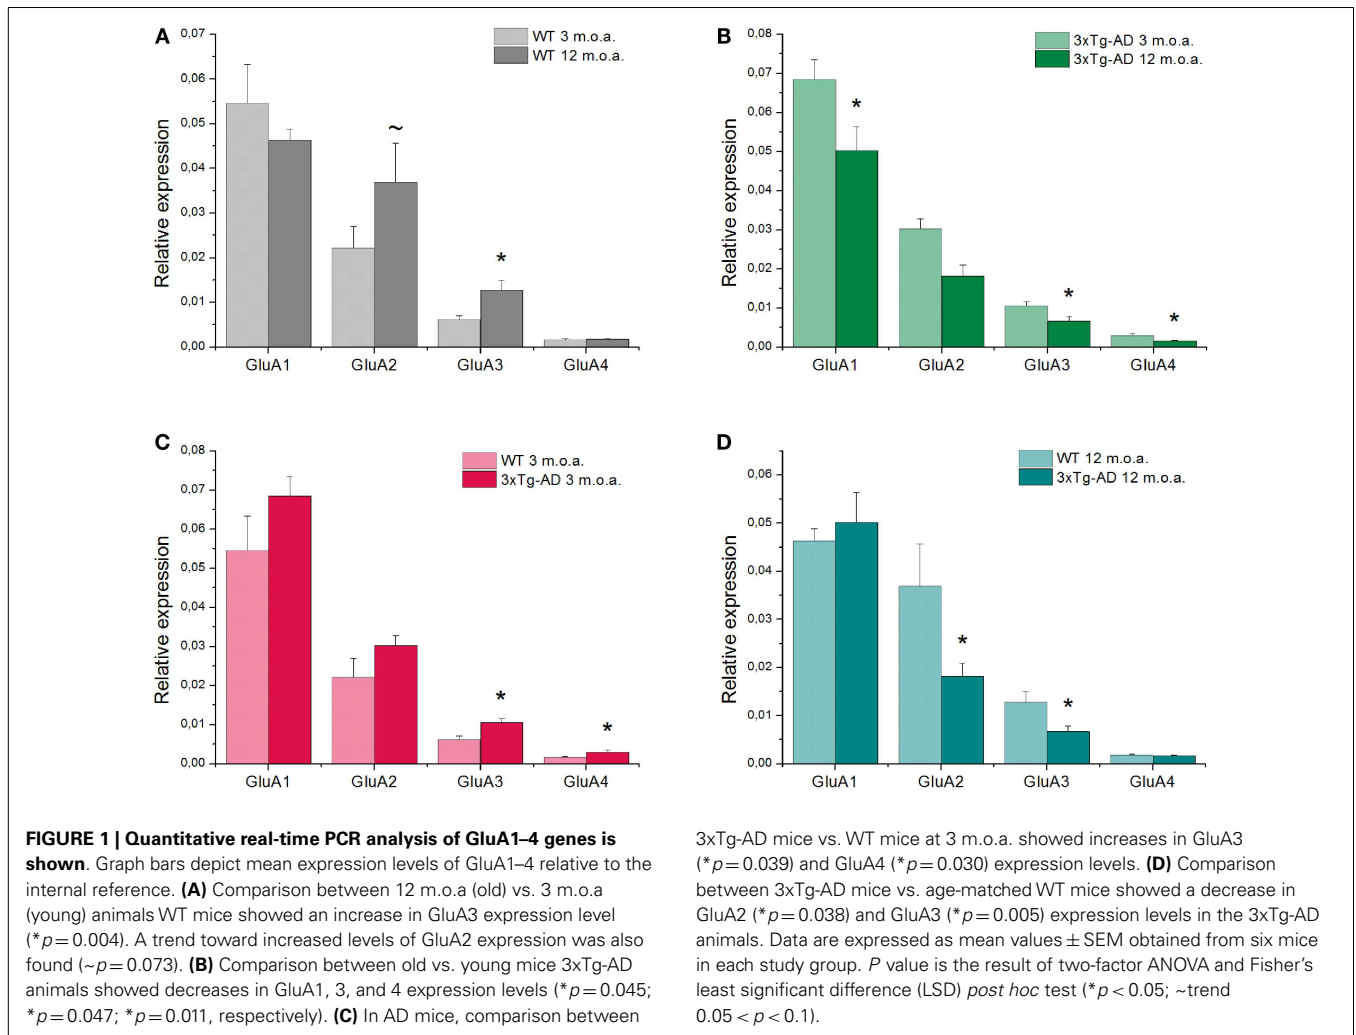 A
Relative expression
0,07
0,06
0,05
0,04
0,03
0,02
0,01
0,00
WT 3 m.o.a.
WT 12 m.o.a.
~
*
GluA1 GluA2 GluA3 GluA4
B
Relative expression
0,08
0,07
0,06
0,05
0,04
0,03
0,02
0,01
0,00
3xTg-AD 3 m.o.a.
3xTg-AD 12 m.o.a.
*
*
*
GluA1 GluA2 GluA3 GluA4
C
Relative expression
0,08
0,07
0,06
0,05
0,04
0,03
0,02
0,01
0,00
WT 3 m.o.a.
3xTg-AD 3 m.o.a.
*
*
GluA1 GluA2 GluA3 GluA4
D
Relative expression
0,06
0,05
0,04
0,03
0,02
0,01
0,00
WT 12 m.o.a.
3xTg-AD 12 m.o.a.
*
*
GluA1 GluA2 GluA3 GluA4
FIGURE 1 | Quantitative real-time PCR analysis of GluA1–4 genes is
shown. Graph bars depict mean expression levels of GluA1–4 relative to the
internal reference. (A) Comparison between 12 m.o.a (old) vs. 3 m.o.a
(young) animals WT mice showed an increase in GluA3 expression level
(*p = 0.004). A trend toward increased levels of GluA2 expression was also
found (~p = 0.073). (B) Comparison between old vs. young mice 3xTg-AD
animals showed decreases in GluA1, 3, and 4 expression levels (*p = 0.045;
*p = 0.047; *p = 0.011, respectively). (C) In AD mice, comparison between
3xTg-AD mice vs. WT mice at 3 m.o.a. showed increases in GluA3
(*p = 0.039) and GluA4 (*p = 0.030) expression levels. (D) Comparison
between 3xTg-AD mice vs. age-matched WT mice showed a decrease in
GluA2 (*p = 0.038) and GluA3 (*p = 0.005) expression levels in the 3xTg-AD
animals. Data are expressed as mean values ± SEM obtained from six mice
in each study group. P value is the result of two-factor ANOVA and Fisher's
least significant difference (LSD) post hoc test (*p < 0.05; ~trend
0.05 < p < 0.1).